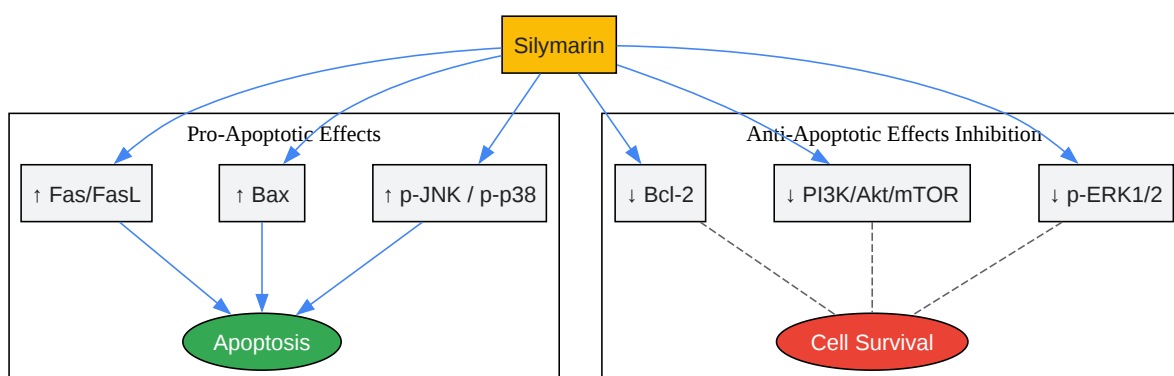 Silymarin
Pro-Apoptotic Effects
Anti-Apoptotic Effects Inhibition
↑ Fas/FasL
↑ Bax
↑ p-JNK / p-p38
↓ Bcl-2
↓ PI3K/Akt/mTOR
↓ p-ERK1/2
Apoptosis
Cell Survival